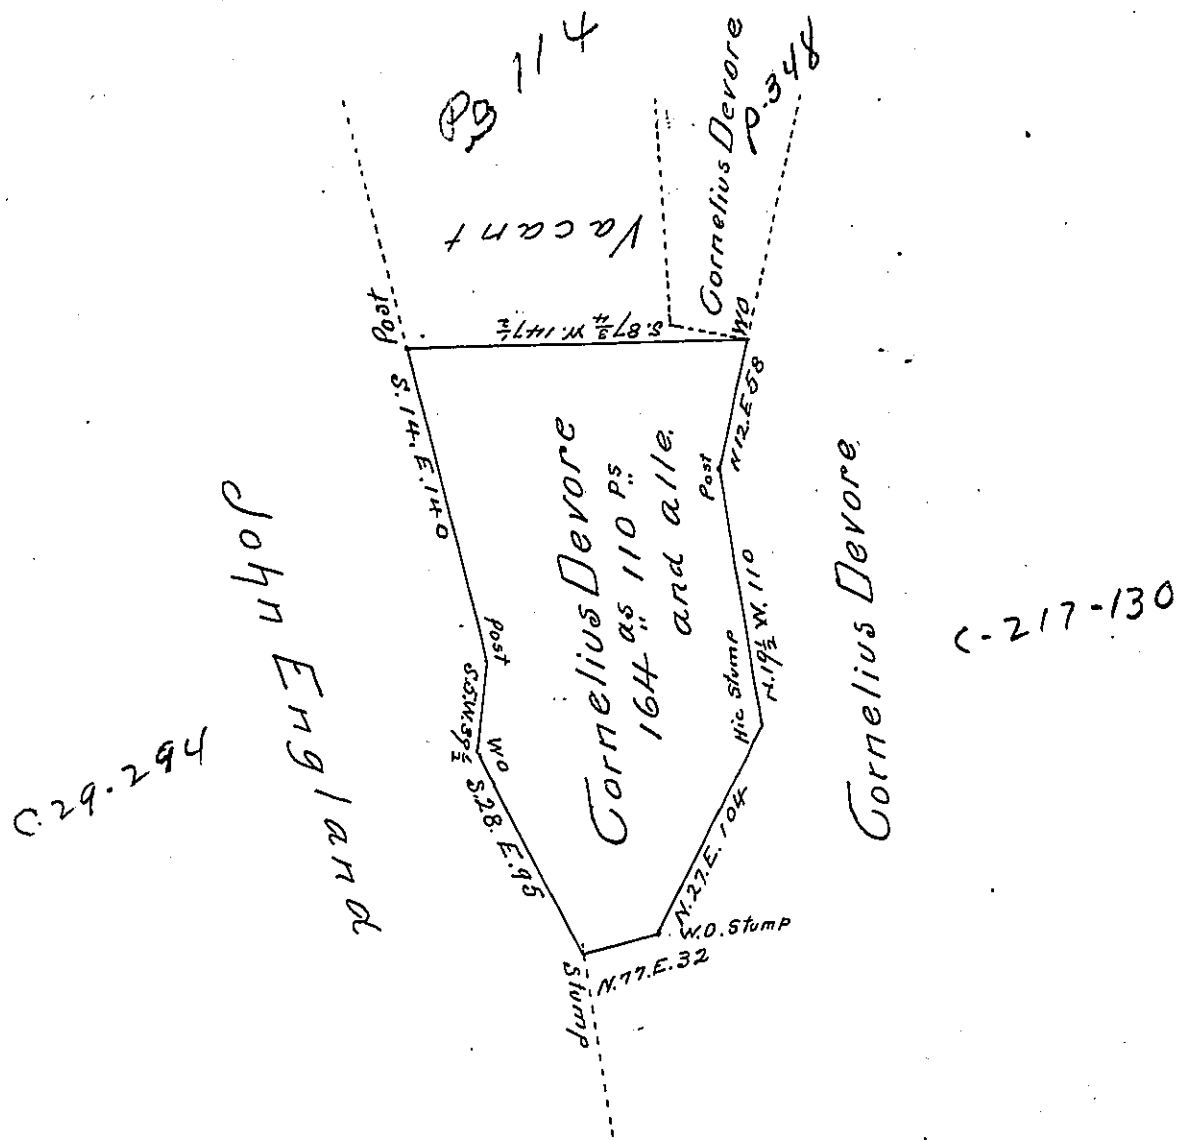 Pg 114
Vacant
Cornelius Devore
P-348
Post
S. 87¾ W. 147½
WO
S. 14. E. 140
N 12. E 58
Post
Cornelius Devore
164 as 110 ps
and alle.
John England
C. 29. 294
Post
S. 5. W. 39½
WO
S. 28. E. 95
N. 19½ W. 110
Hic Stump
Cornelius Devore
C-217-130
N. 27. E. 104
W. O. Stump
N. 77. E. 32
Stump